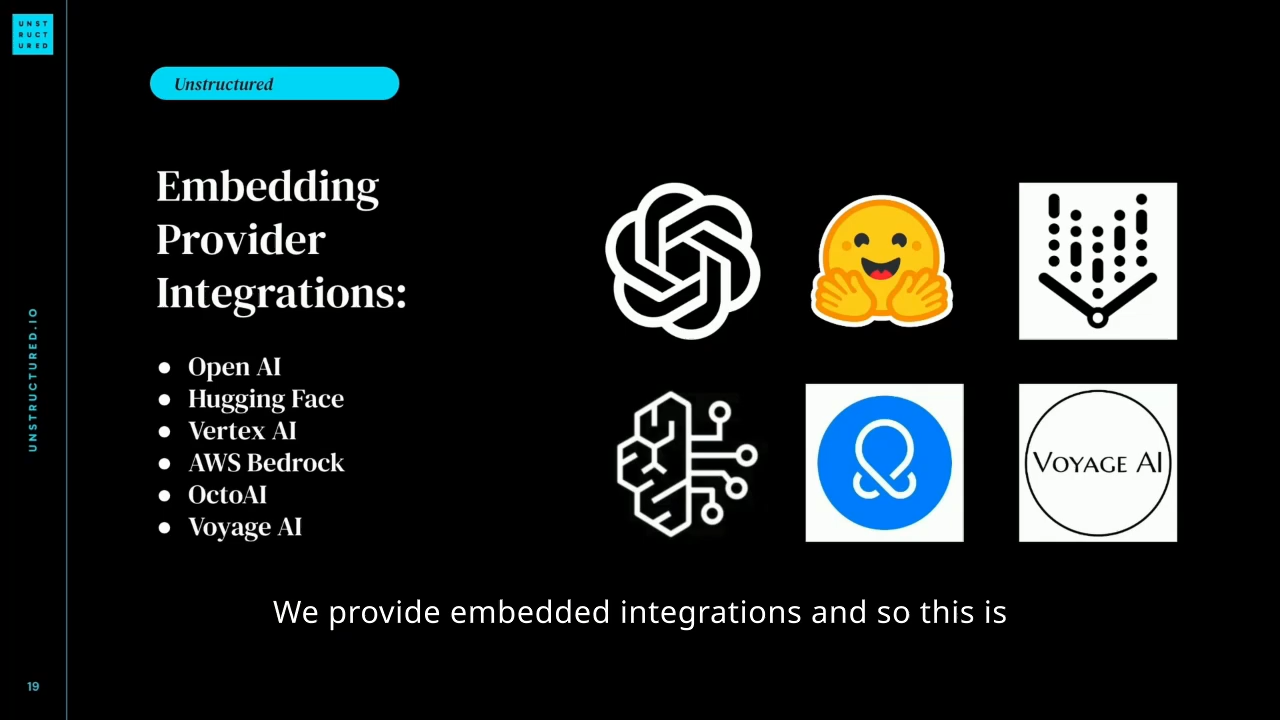 UNST
RUCT
URED
Unstructured
Embedding
Provider
Integrations:
● Open AI
● Hugging Face
● Vertex AI
● AWS Bedrock
● OctoAI
● Voyage AI
VOYAGE AI
We provide embedded integrations and so this is
UNSTRUCTURED.IO
19